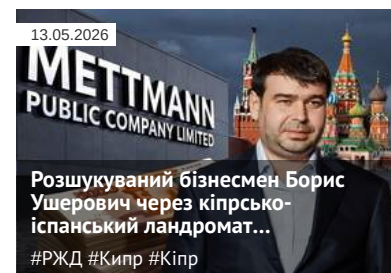 13.05.2026
METTMANN
PUBLIC COMPANY LIMITED
Розшукуваний бізнесмен Борис
Ушерович через кіпрсько-
іспанський ландромат...
#РЖД #Кипр #Кіпр